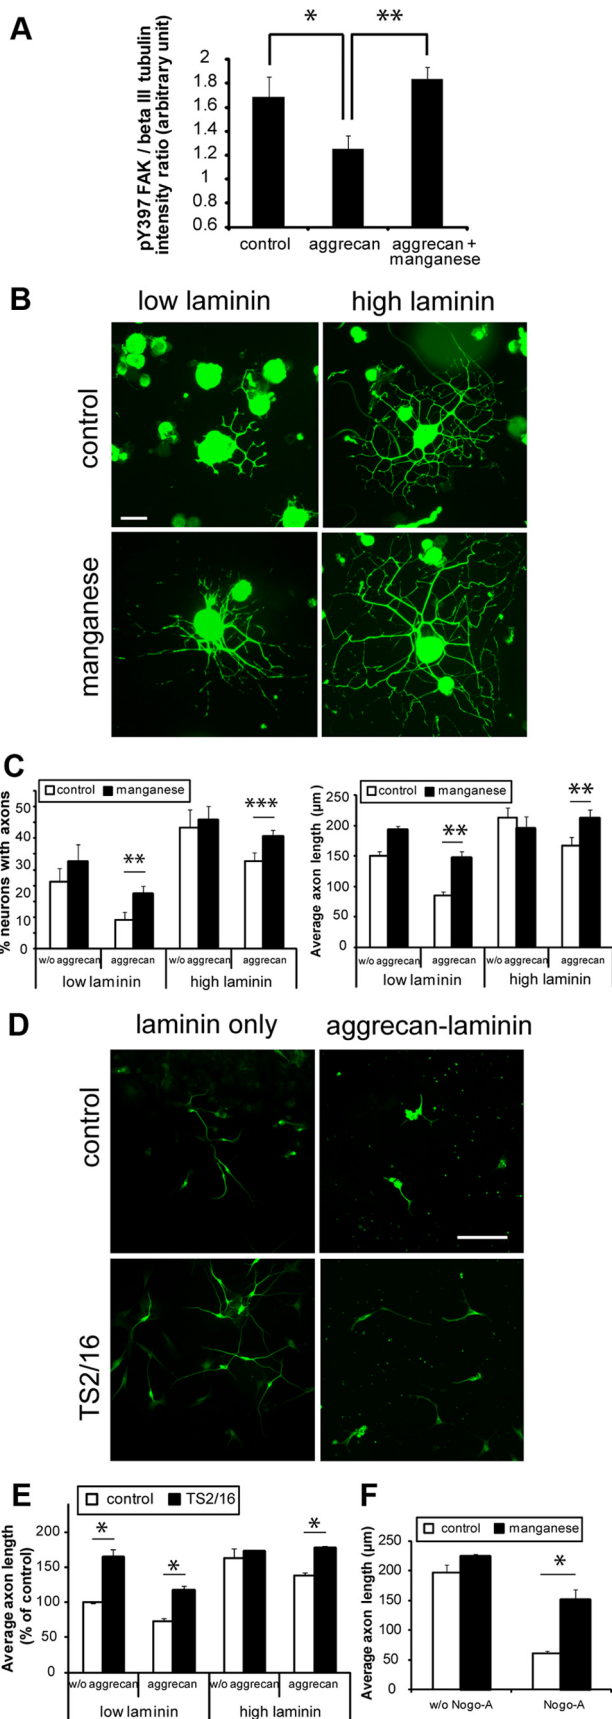 A
pY397 FAK / beta III tubulin
intensity ratio (arbitrary unit)
* **
2
1.8
1.6
1.4
1.2
1
0.8
0.6
control aggrecan aggrecan +
manganese
B
low laminin high laminin
control
manganese
C
% neurons with axons
control manganese
50
40
30
20
10
0
** ***
w/o aggrecan aggrecan w/o aggrecan aggrecan
low laminin high laminin
Average axon length (µm)
control manganese
250
200
150
100
50
0
** **
w/o aggrecan aggrecan w/o aggrecan aggrecan
low laminin high laminin
D
laminin only aggrecan-laminin
control
TS2/16
E
Average axon length
(% of control)
control TS2/16
200
150
100
50
0
* * *
w/o aggrecan aggrecan w/o aggrecan aggrecan
low laminin high laminin
F
Average axon length (µm)
control manganese
250
200
150
100
50
0
*
w/o Nogo-A Nogo-A